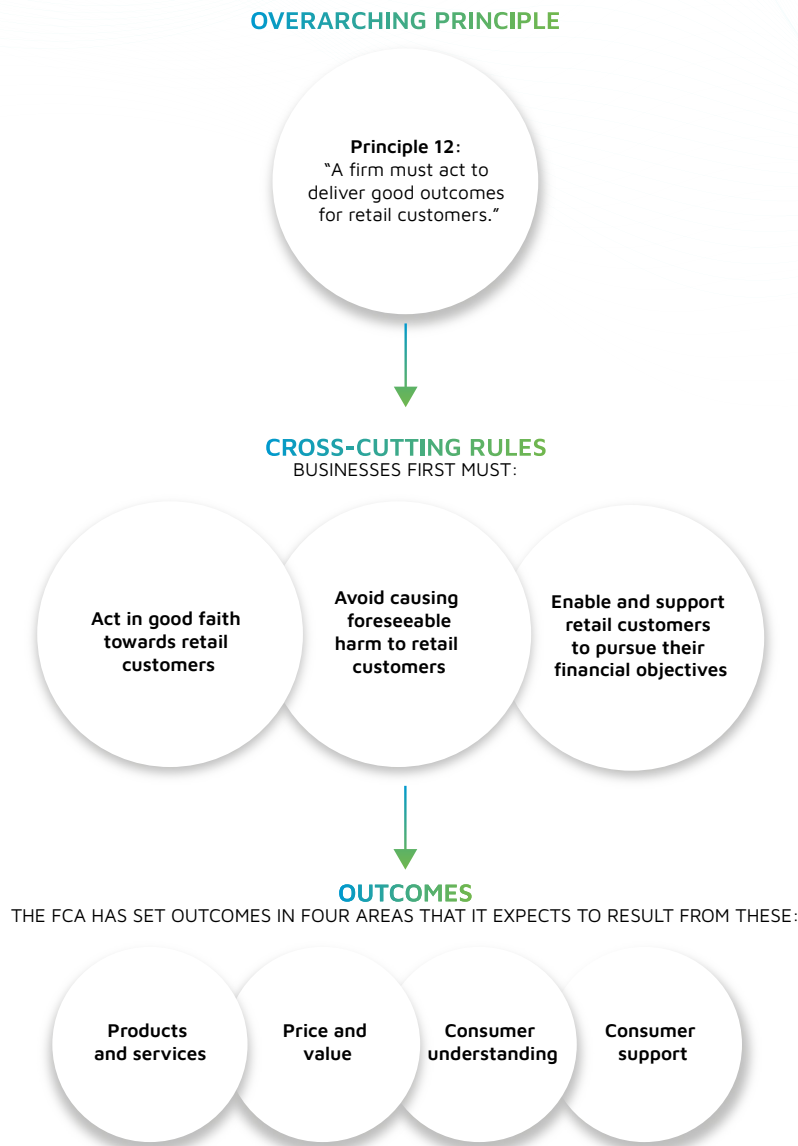 OVERARCHING PRINCIPLE
Principle 12:
“A firm must act to
deliver good outcomes
for retail customers.”
CROSS-CUTTING RULES
BUSINESSES FIRST MUST:
Act in good faith
towards retail
customers
Avoid causing
foreseeable
harm to retail
customers
Enable and support
retail customers
to pursue their
financial objectives
OUTCOMES
THE FCA HAS SET OUTCOMES IN FOUR AREAS THAT IT EXPECTS TO RESULT FROM THESE:
Products
and services
Price and
value
Consumer
understanding
Consumer
support